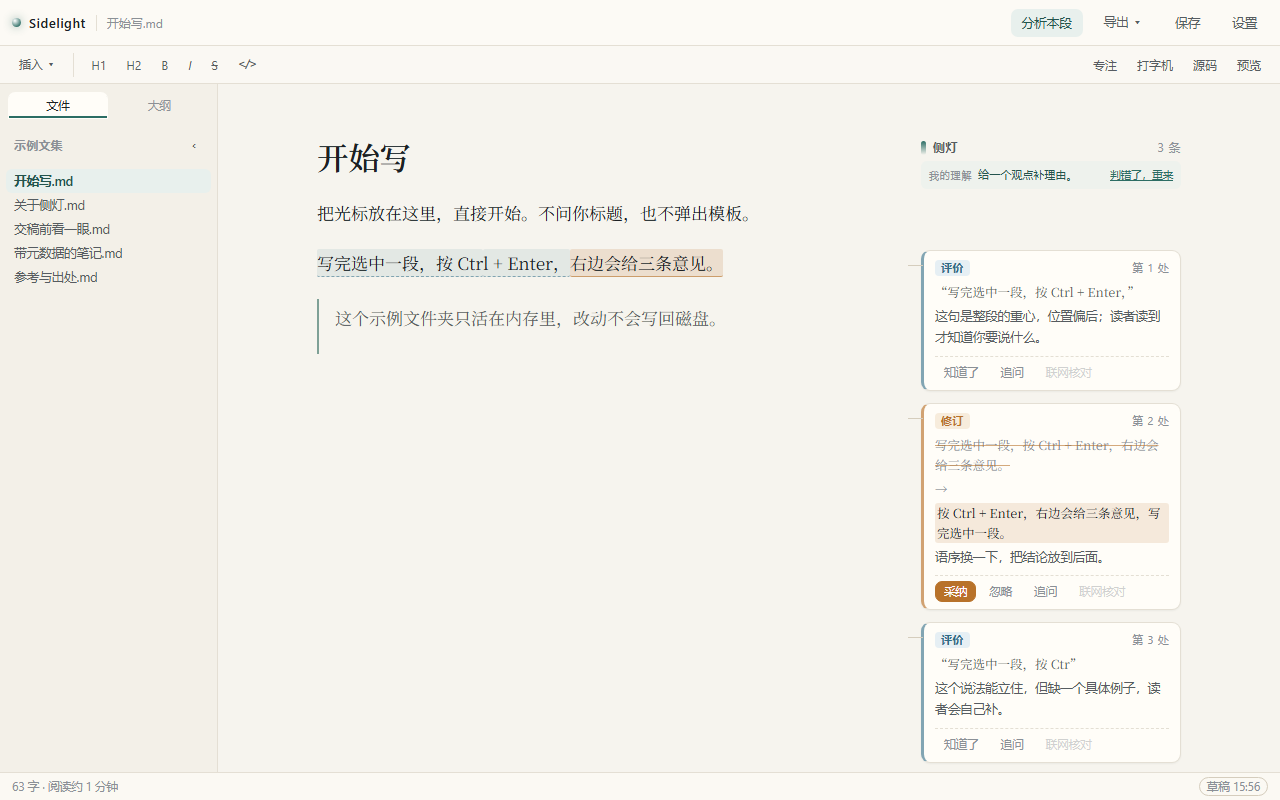 Sidelight 开始写.md 分析本段 导出 保存 设置
插入 H1 H2 B I S </> 专注 打字机 源码 预览
文件 大纲
示例文集
开始写.md
关于侧灯.md
交稿前看一眼.md
带元数据的笔记.md
参考与出处.md
开始写
把光标放在这里，直接开始。不问你标题，也不弹出模板。
写完选中一段，按 Ctrl + Enter，右边会给三条意见。
这个示例文件夹只活在内存里，改动不会写回磁盘。
侧灯 3 条
我的理解 给一个观点补理由。 判错了，重来
评价 第 1 处
“写完选中一段，按 Ctrl + Enter，”
这句是整段的重心，位置偏后；读者读到
才知道你要说什么。
知道了 追问 联网核对
修订 第 2 处
写完选中一段，按 Ctrl + Enter，右边会
给三条意见。
→
按 Ctrl + Enter，右边会给三条意见，写
完选中一段。
语序换一下，把结论放到后面。
采纳 忽略 追问 联网核对
评价 第 3 处
“写完选中一段，按 Ctr”
这个说法能立住，但缺一个具体例子，读
者会自己补。
知道了 追问 联网核对
63 字 · 阅读约 1 分钟 草稿 15:56